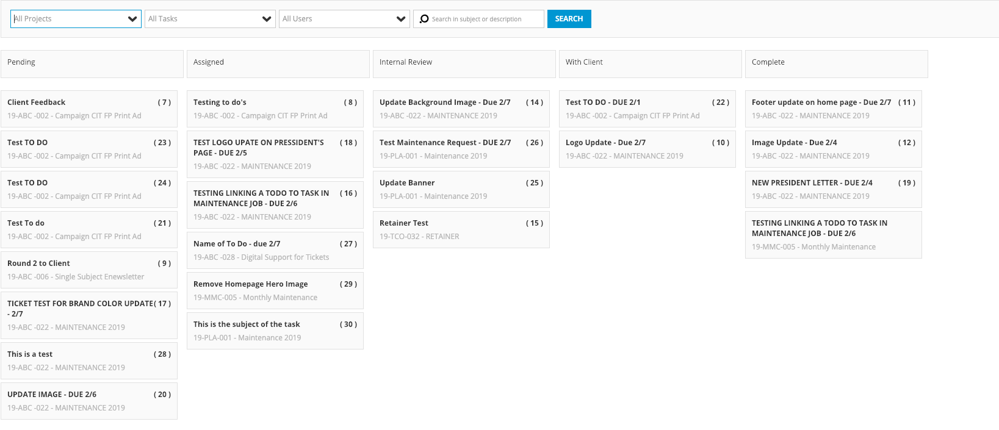 All Projects
All Tasks
All Users
Search in subject or description
SEARCH
Pending
Assigned
Internal Review
With Client
Complete
Client Feedback ( 7 )
19-ABC -002 - Campaign CIT FP Print Ad
Test TO DO ( 23 )
19-ABC -002 - Campaign CIT FP Print Ad
Test TO DO ( 24 )
19-ABC -002 - Campaign CIT FP Print Ad
Test To do ( 21 )
19-ABC -002 - Campaign CIT FP Print Ad
Round 2 to Client ( 9 )
19-ABC -006 - Single Subject Enewsletter
TICKET TEST FOR BRAND COLOR UPDATE ( 17 )
- 2/7
19-ABC -022 - MAINTENANCE 2019
This is a test ( 28 )
19-ABC -022 - MAINTENANCE 2019
UPDATE IMAGE - DUE 2/6 ( 20 )
19-ABC -022 - MAINTENANCE 2019
Testing to do's ( 8 )
19-ABC -002 - Campaign CIT FP Print Ad
TEST LOGO UPATE ON PRESSIDENT'S ( 18 )
PAGE - DUE 2/5
19-ABC -022 - MAINTENANCE 2019
TESTING LINKING A TODO TO TASK IN ( 16 )
MAINTENANCE JOB - DUE 2/6
19-ABC -022 - MAINTENANCE 2019
Name of To Do - due 2/7 ( 27 )
19-ABC -028 - Digital Support for Tickets
Remove Homepage Hero Image ( 29 )
19-MMC-005 - Monthly Maintenance
This is the subject of the task ( 30 )
19-PLA-001 - Maintenance 2019
Update Background Image - Due 2/7 ( 14 )
19-ABC -022 - MAINTENANCE 2019
Test Maintenance Request - DUE 2/7 ( 26 )
19-PLA-001 - Maintenance 2019
Update Banner ( 25 )
19-PLA-001 - Maintenance 2019
Retainer Test ( 15 )
19-TCO-032 - RETAINER
Test TO DO - DUE 2/1 ( 22 )
19-ABC -002 - Campaign CIT FP Print Ad
Logo Update - Due 2/7 ( 10 )
19-ABC -022 - MAINTENANCE 2019
Footer update on home page - Due 2/7 ( 11 )
19-ABC -022 - MAINTENANCE 2019
Image Update - Due 2/4 ( 12 )
19-ABC -022 - MAINTENANCE 2019
NEW PRESIDENT LETTER - DUE 2/4 ( 19 )
19-ABC -022 - MAINTENANCE 2019
TESTING LINKING A TODO TO TASK IN
MAINTENANCE JOB - DUE 2/6
19-MMC-005 - Monthly Maintenance